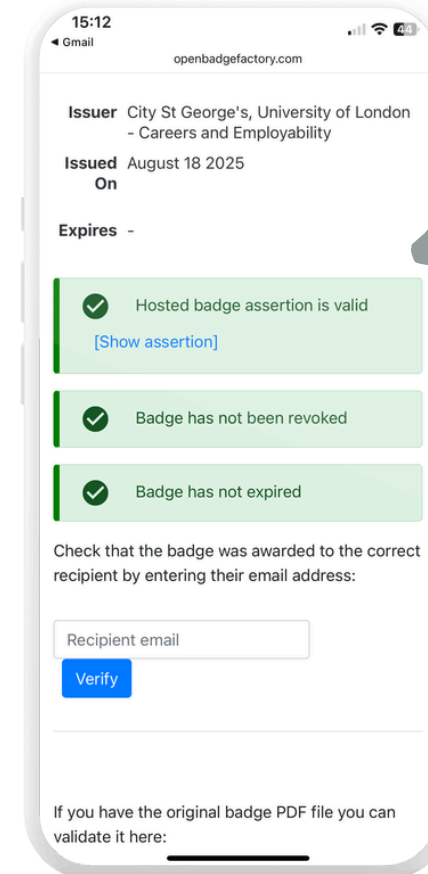 15:12
44
◀ Gmail
openbadgefactory.com
Issuer City St George's, University of London
- Careers and Employability
Issued August 18 2025
On
Expires -
Hosted badge assertion is valid
[Show assertion]
Badge has not been revoked
Badge has not expired
Check that the badge was awarded to the correct
recipient by entering their email address:
Recipient email
Verify
If you have the original badge PDF file you can
validate it here: